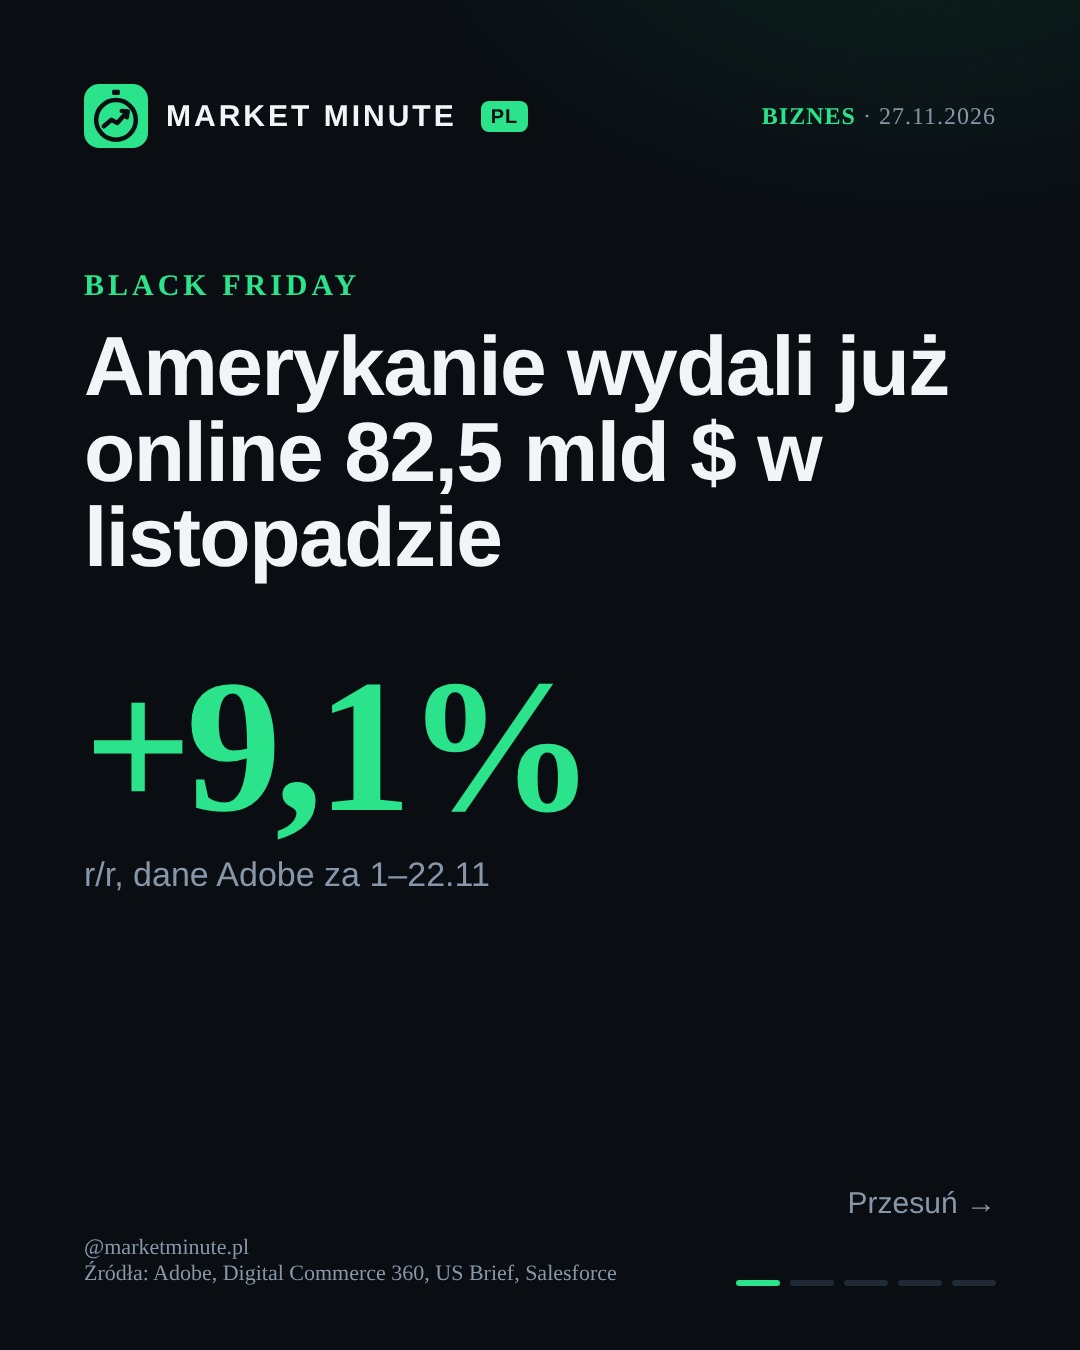 MARKET MINUTE PL
BIZNES · 27.11.2026
BLACK FRIDAY
Amerykanie wydali już
online 82,5 mld $ w
listopadzie
+9,1%
r/r, dane Adobe za 1–22.11
Przesuń →
@marketminute.pl
Źródła: Adobe, Digital Commerce 360, US Brief, Salesforce